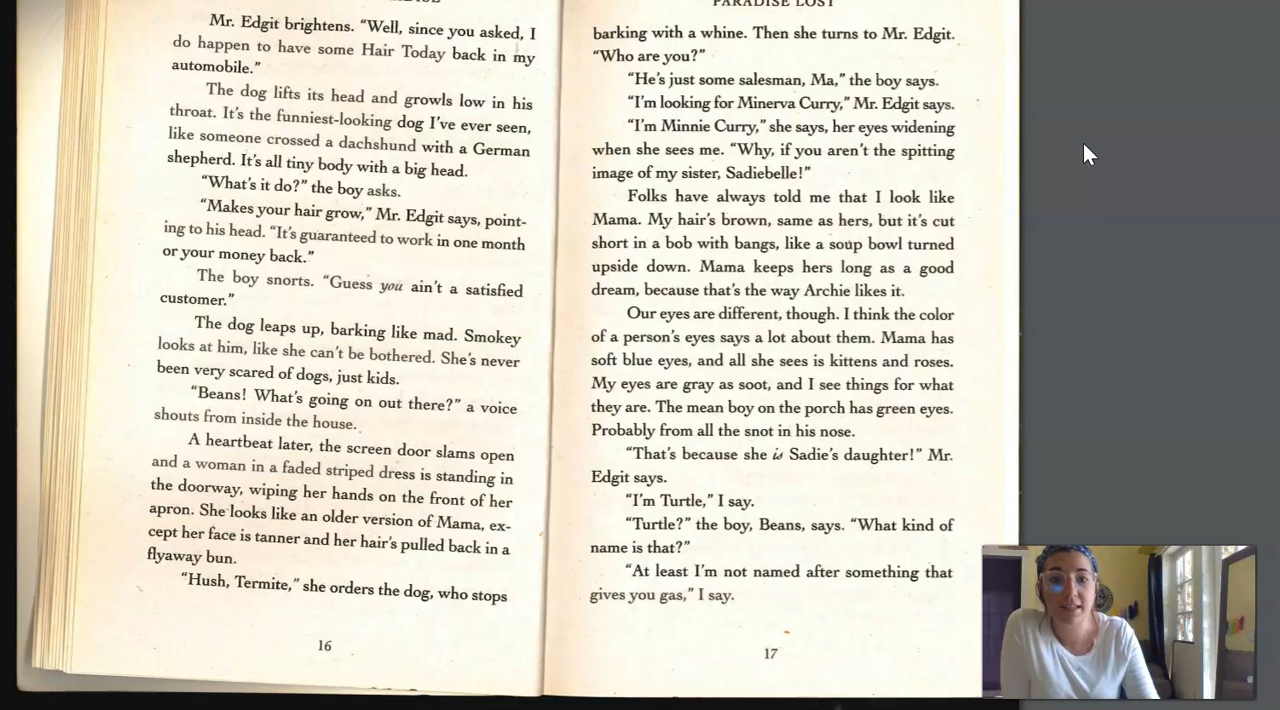 Mr. Edgit brightens. “Well, since you asked, I
do happen to have some Hair Today back in my
automobile.”
The dog lifts its head and growls low in his
throat. It’s the funniest-looking dog I’ve ever seen,
like someone crossed a dachshund with a German
shepherd. It’s all tiny body with a big head.
“What’s it do?” the boy asks.
“Makes your hair grow,” Mr. Edgit says, point-
ing to his head. “It’s guaranteed to work in one month
or your money back.”
The boy snorts. “Guess you ain’t a satisfied
customer.”
The dog leaps up, barking like mad. Smokey
looks at him, like she can’t be bothered. She’s never
been very scared of dogs, just kids.
“Beans! What’s going on out there?” a voice
shouts from inside the house.
A heartbeat later, the screen door slams open
and a woman in a faded striped dress is standing in
the doorway, wiping her hands on the front of her
apron. She looks like an older version of Mama, ex-
cept her face is tanner and her hair’s pulled back in a
flyaway bun.
“Hush, Termite,” she orders the dog, who stops
16
PARADISE LOST
barking with a whine. Then she turns to Mr. Edgit.
“Who are you?”
“He’s just some salesman, Ma,” the boy says.
“I’m looking for Minerva Curry,” Mr. Edgit says.
“I’m Minnie Curry,” she says, her eyes widening
when she sees me. “Why, if you aren’t the spitting
image of my sister, Sadiebelle!”
Folks have always told me that I look like
Mama. My hair’s brown, same as hers, but it’s cut
short in a bob with bangs, like a soup bowl turned
upside down. Mama keeps hers long as a good
dream, because that’s the way Archie likes it.
Our eyes are different, though. I think the color
of a person’s eyes says a lot about them. Mama has
soft blue eyes, and all she sees is kittens and roses.
My eyes are gray as soot, and I see things for what
they are. The mean boy on the porch has green eyes.
Probably from all the snot in his nose.
“That’s because she is Sadie’s daughter!” Mr.
Edgit says.
“I’m Turtle,” I say.
“Turtle?” the boy, Beans, says. “What kind of
name is that?”
“At least I’m not named after something that
gives you gas,” I say.
17